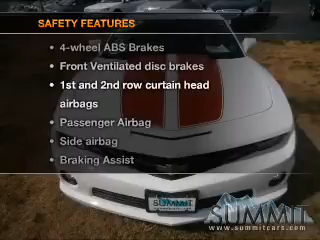 SAFETY FEATURES
• 4-wheel ABS Brakes
• Front Ventilated disc brakes
• 1st and 2nd row curtain head
airbags
• Passenger Airbag
• Side airbag
• Braking Assist
SUMMIT
SUMMIT
www.summitcars.com